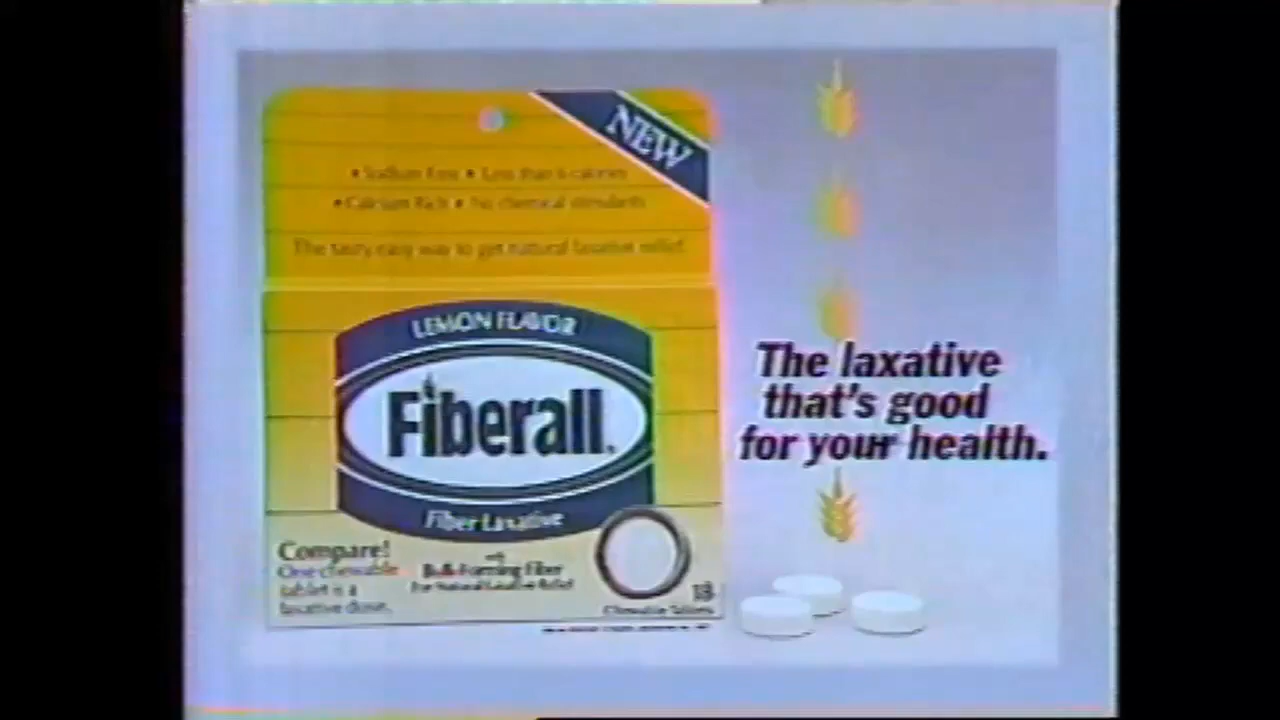 NEW
• Sodium Free • Less than 6 calories
• Calcium Rich • No chemical stimulants
The tasty easy way to get natural laxative relief.
LEMON FLAVOR
Fiberall.
Fiber Laxative
Compare!
One chewable
tablet is a
laxative dose.
with
Bulk-Forming Fiber
For Natural Laxative Relief
18
Chewable Tablets
The laxative
that's good
for your health.